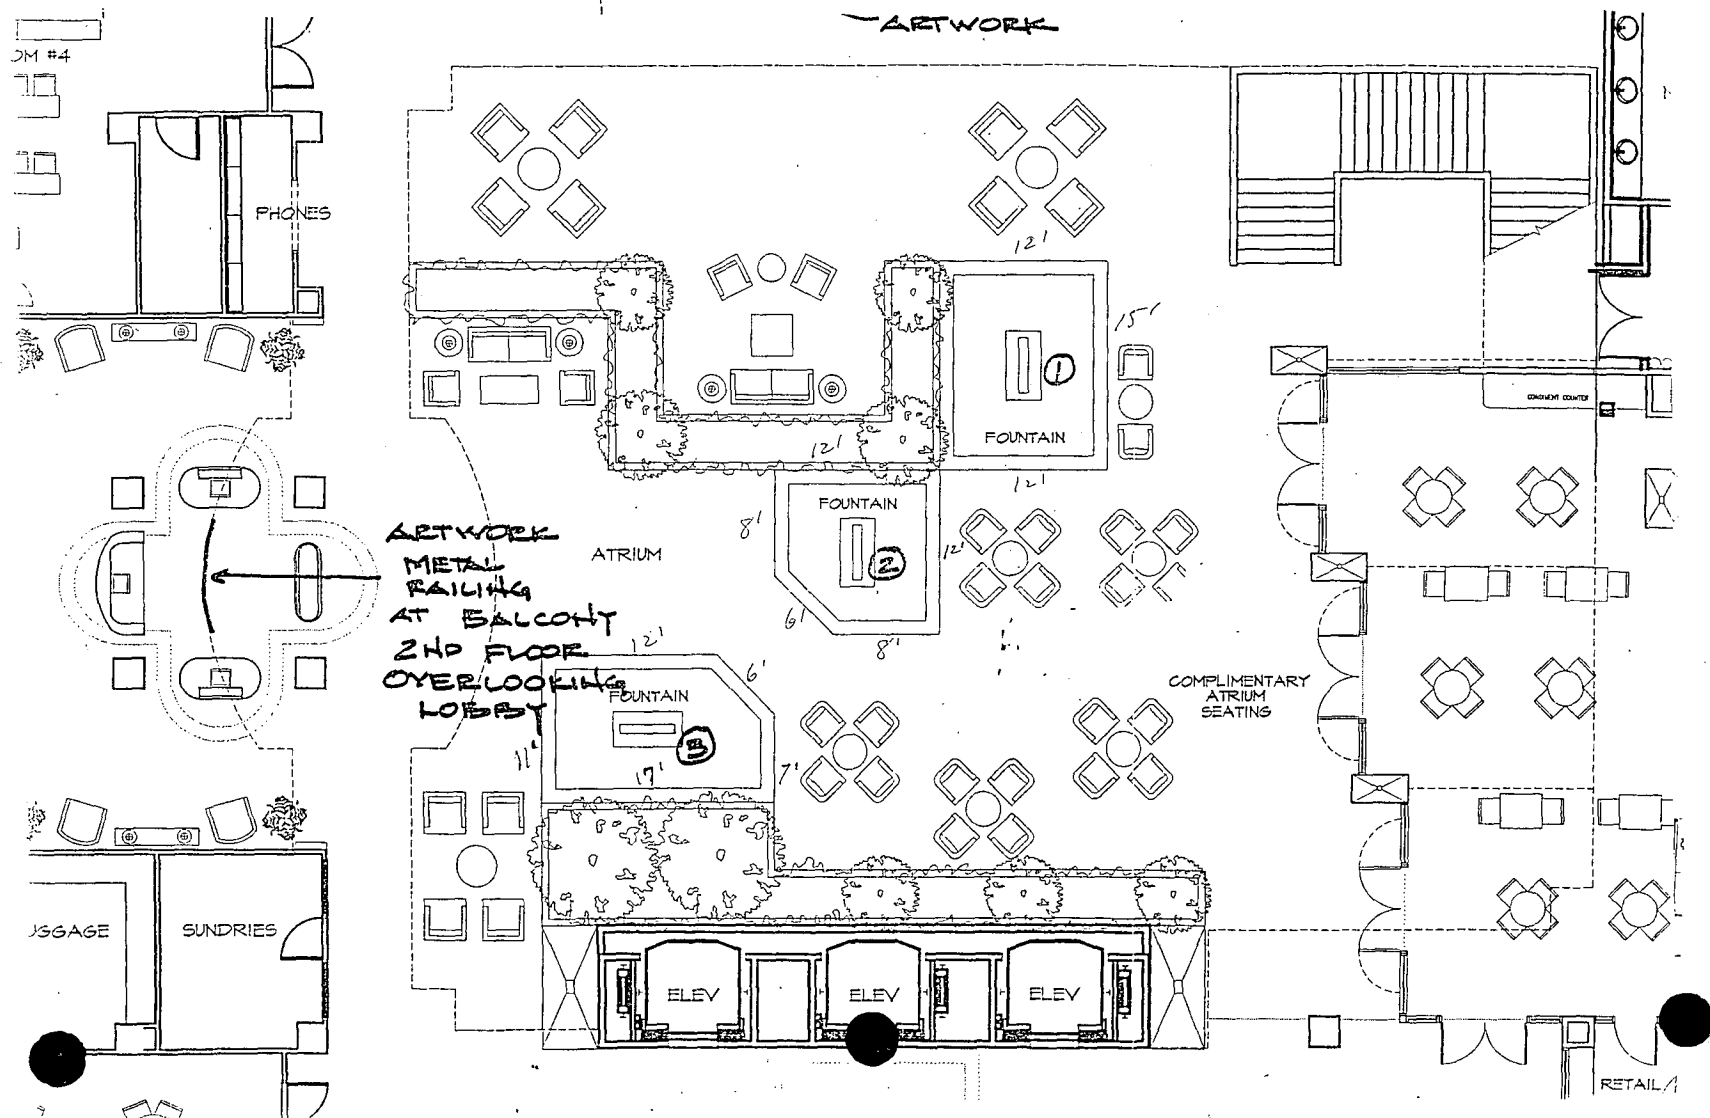 ARTWORK
OM #4
PHONES
12'
15'
1
FOUNTAIN
CONDIMENT COUNTER
12'
12'
FOUNTAIN
8'
2
12'
6'
8'
ATRIUM
ARTWORK
METAL
RAILING
AT BALCONY
2ND FLOOR
OVERLOOKING
LOBBY
12'
6'
FOUNTAIN
3
11'
17'
7'
COMPLIMENTARY
ATRIUM
SEATING
UGGAGE
SUNDRIES
ELEV
ELEV
ELEV
RETAIL